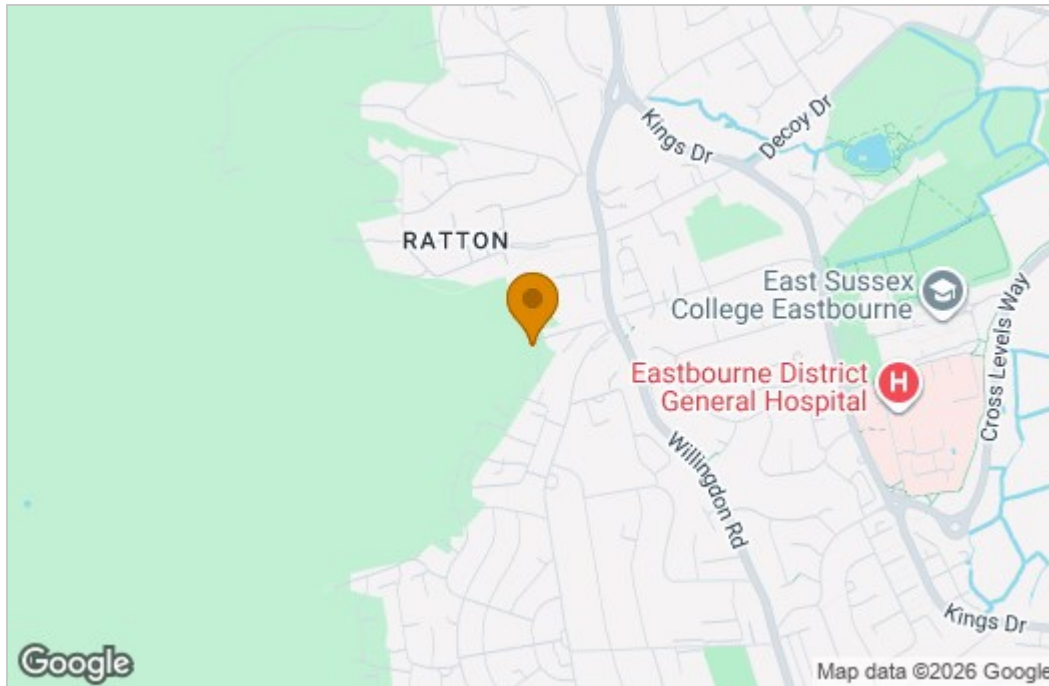 Kings Dr
Decoy Dr
RATTON
East Sussex
College Eastbourne
Cross Levels Way
Eastbourne District
General Hospital
H
Willingdon Rd
Kings Dr
Google
Map data ©2026 Google